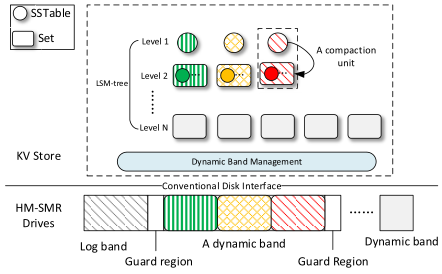 SSTable
Set
Level 1
A compaction
unit
Level 2
LSM-tree
Level N
KV Store
Dynamic Band Management
Conventional Disk Interface
HM-SMR
Drives
Log band
A dynamic band
Dynamic band
Guard region
Guard Region